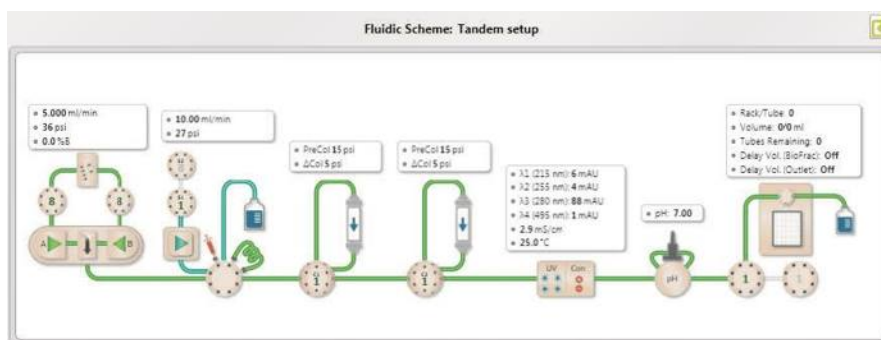 Fluidic Scheme: Tandem setup
5.000 ml/min
36 psi
0.0 %B
10.00 ml/min
27 psi
PreCol 15 psi
ΔCol 5 psi
PreCol 15 psi
ΔCol 5 psi
λ1 (215 nm): 6 mAU
λ2 (255 nm): 4 mAU
λ3 (280 nm): 88 mAU
λ4 (495 nm): 1 mAU
2.9 mS/cm
25.0 °C
pH: 7.00
Rack/Tube: 0
Volume: 0/0 ml
Tubes Remaining: 0
Delay Vol. (BioFrac): Off
Delay Vol. (Outlet): Off
8
8
1
A
B
1
1
UV
Con
pH
1